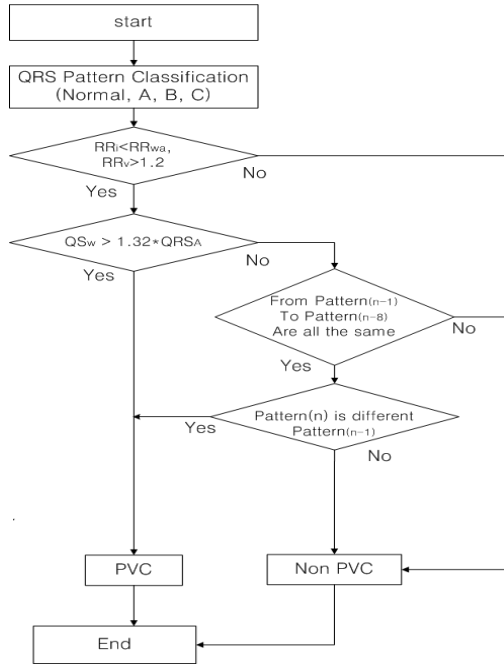 start
QRS Pattern Classification
(Normal, A, B, C)
RRi<RRwa,
RRv>1.2
No
Yes
QSw > 1.32*QRSA
No
Yes
From Pattern(n-1)
To Pattern(n-8)
Are all the same
No
Yes
Pattern(n) is different
Pattern(n-1)
Yes
No
.
PVC
Non PVC
End